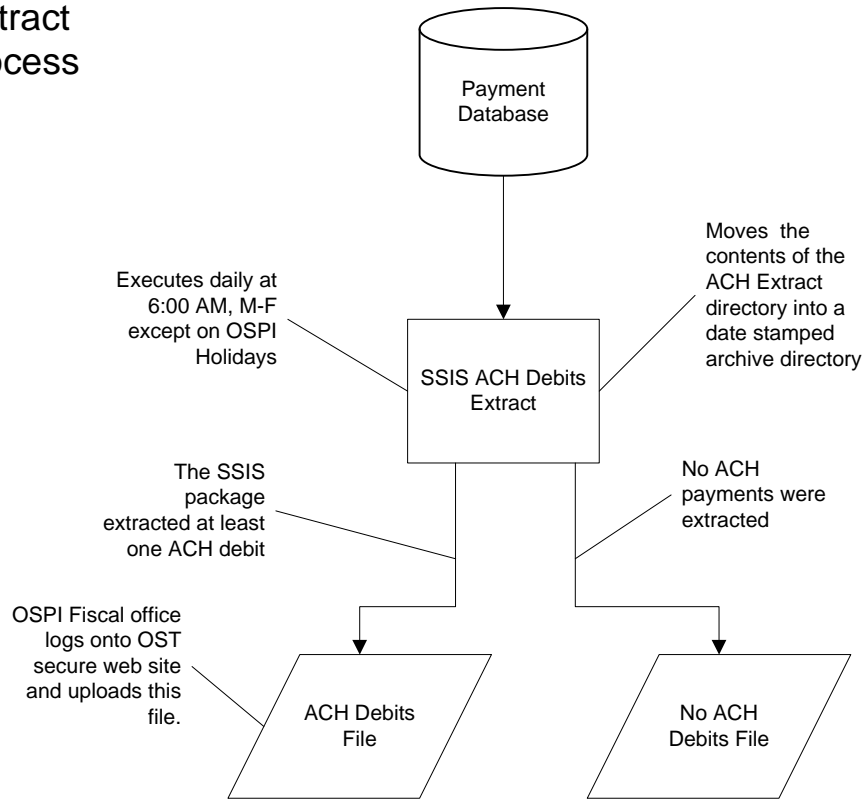 tract
ocess
Payment
Database
Executes daily at
6:00 AM, M-F
except on OSPI
Holidays
Moves the
contents of the
ACH Extract
directory into a
date stamped
archive directory
SSIS ACH Debits
Extract
The SSIS
package
extracted at least
one ACH debit
No ACH
payments were
extracted
OSPI Fiscal office
logs onto OST
secure web site
and uploads this
file.
ACH Debits
File
No ACH
Debits File